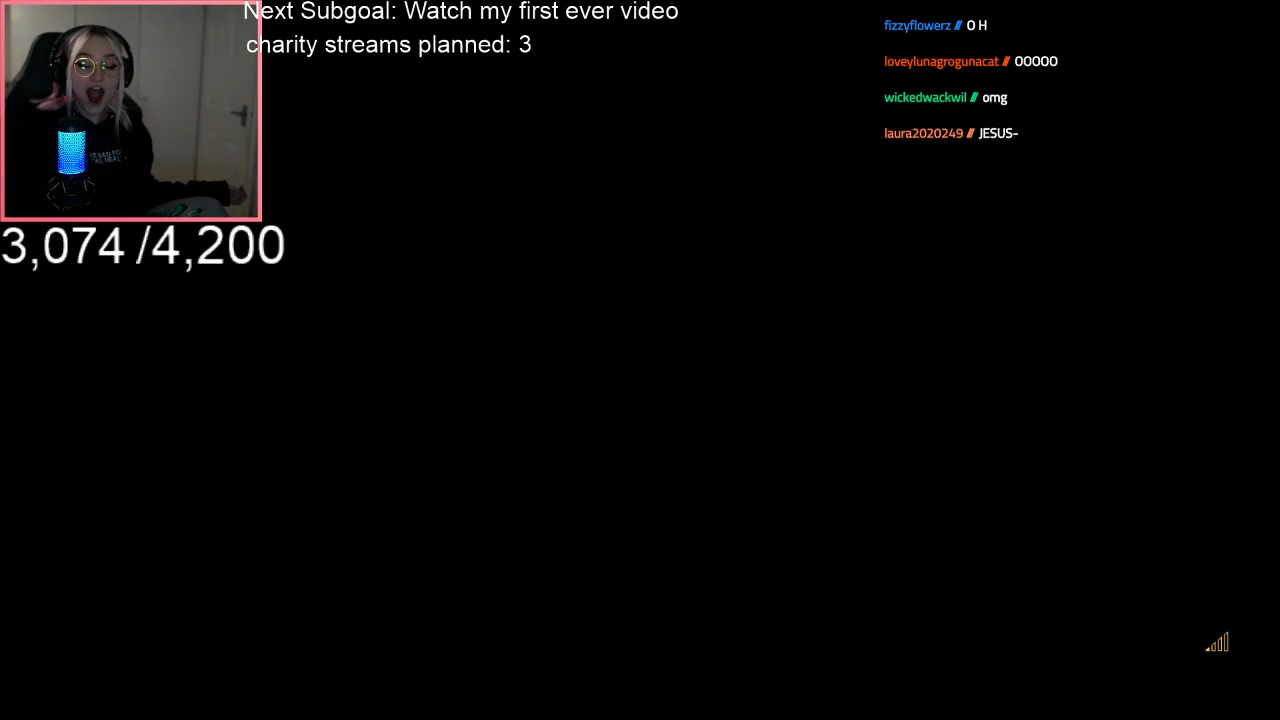 Next Subgoal: Watch my first ever video
charity streams planned: 3
3,074 /4,200
fizzyflowerz // O H
loveylunagrogunacat // OOOOO
wickedwackwil // omg
laura2020249 // JESUS-